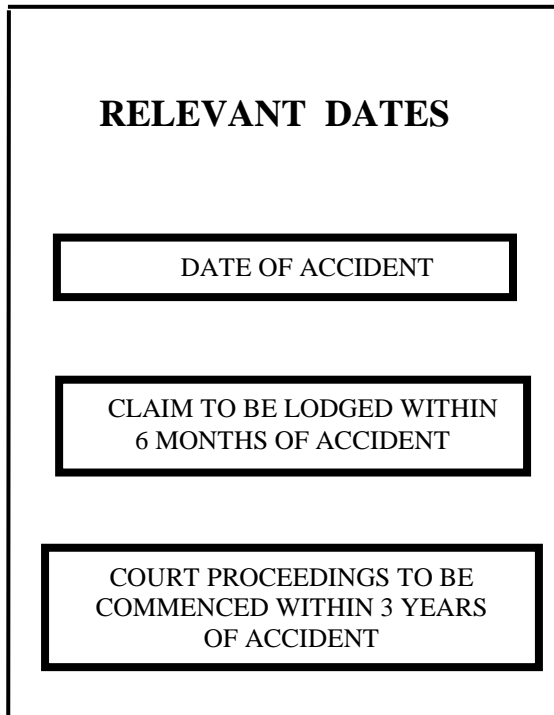 RELEVANT DATES
DATE OF ACCIDENT
CLAIM TO BE LODGED WITHIN
6 MONTHS OF ACCIDENT
COURT PROCEEDINGS TO BE
COMMENCED WITHIN 3 YEARS
OF ACCIDENT